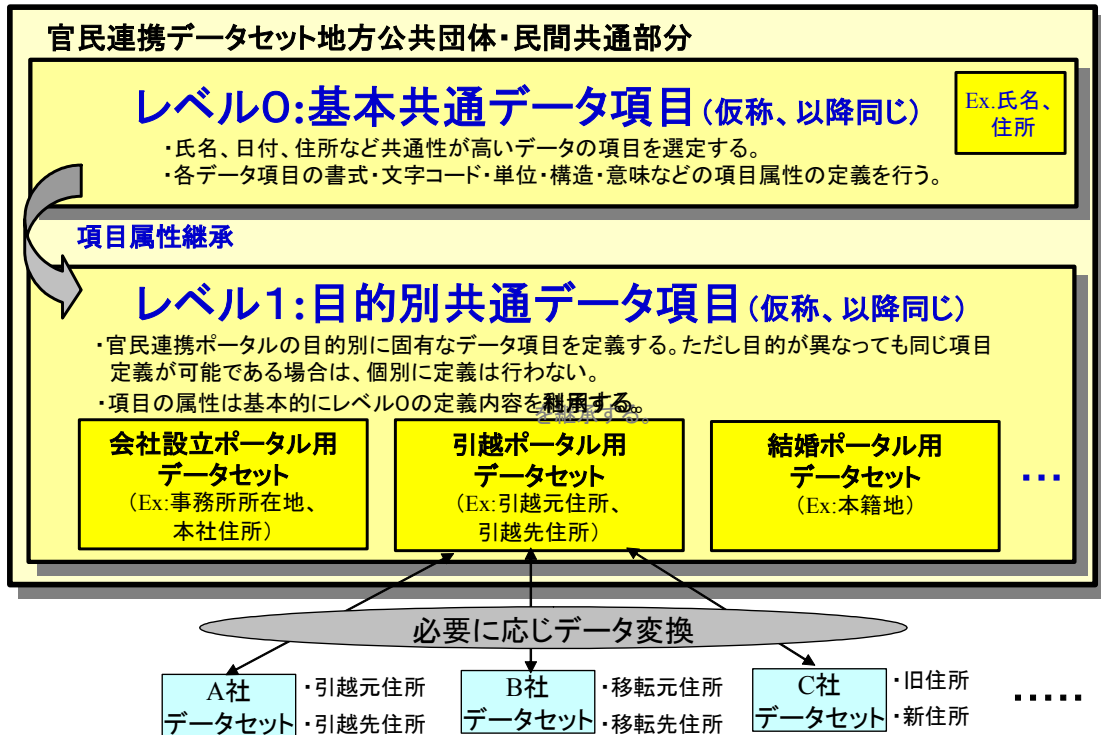 官民連携データセット地方公共団体・民間共通部分
レベル０:基本共通データ項目(仮称、以降同じ)
Ex.氏名、
住所
・氏名、日付、住所など共通性が高いデータの項目を選定する。
・各データ項目の書式・文字コード・単位・構造・意味などの項目属性の定義を行う。
項目属性継承
レベル１:目的別共通データ項目(仮称、以降同じ)
・官民連携ポータルの目的別に固有なデータ項目を定義する。ただし目的が異なっても同じ項目
定義が可能である場合は、個別に定義は行わない。
・項目の属性は基本的にレベル０の定義内容を利用する。
を継承する。
会社設立ポータル用
データセット
（Ex:事務所所在地、
本社住所）
引越ポータル用
データセット
（Ex:引越元住所、
引越先住所）
結婚ポータル用
データセット
（Ex:本籍地）
…
必要に応じデータ変換
A社
データセット
・引越元住所
・引越先住所
B社
データセット
・移転元住所
・移転先住所
C社
データセット
・旧住所
・新住所
‥‥‥